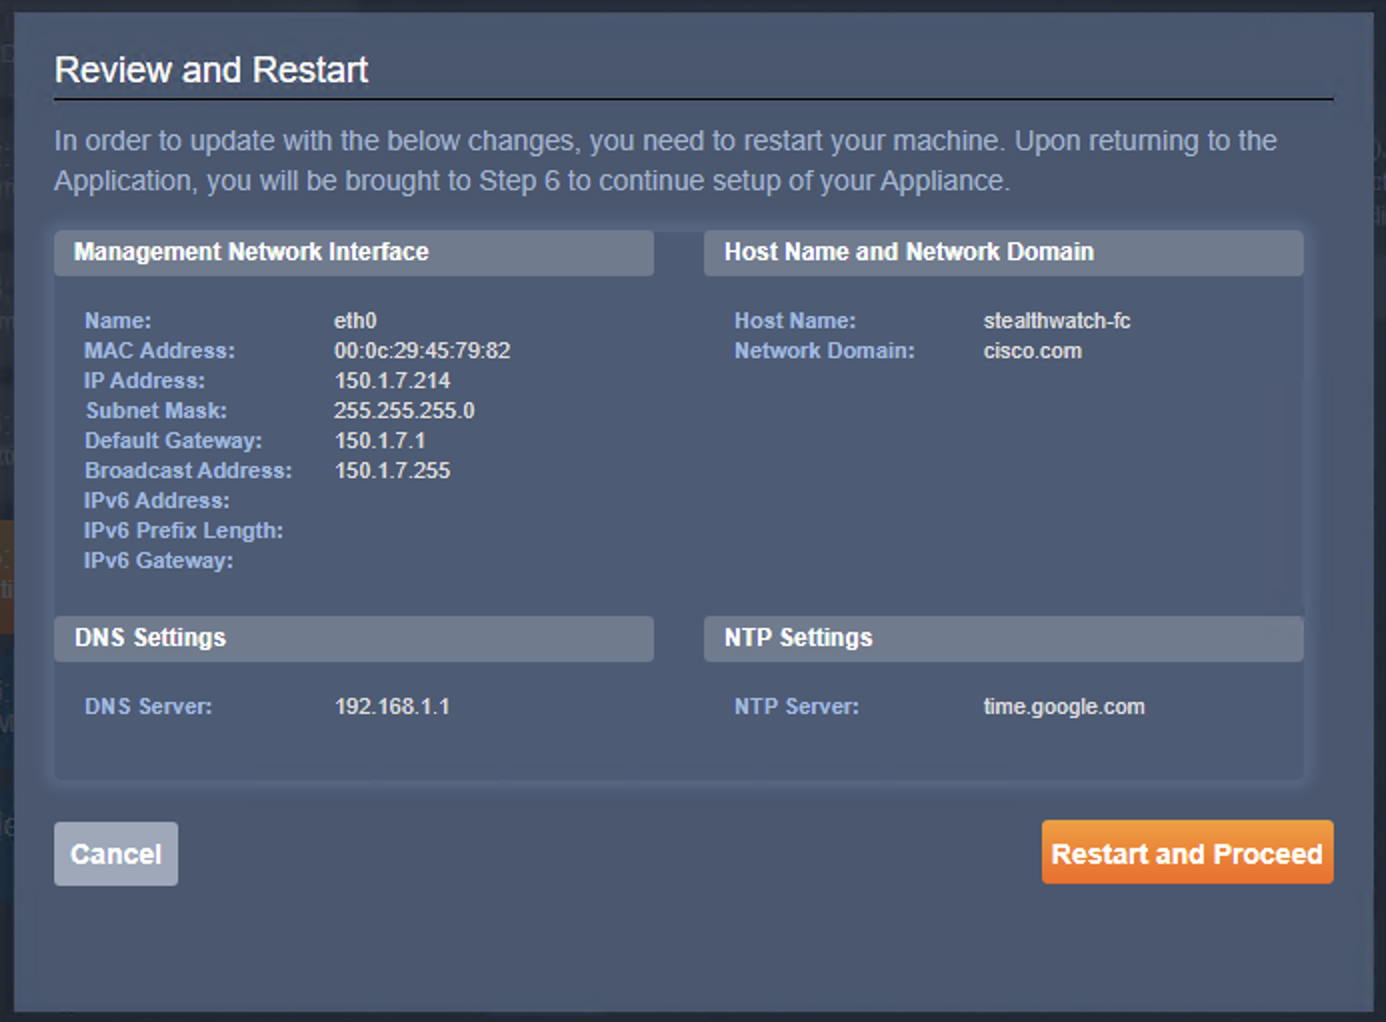 Review and Restart
In order to update with the below changes, you need to restart your machine. Upon returning to the
Application, you will be brought to Step 6 to continue setup of your Appliance.
Management Network Interface
Name: eth0
MAC Address: 00:0c:29:45:79:82
IP Address: 150.1.7.214
Subnet Mask: 255.255.255.0
Default Gateway: 150.1.7.1
Broadcast Address: 150.1.7.255
IPv6 Address:
IPv6 Prefix Length:
IPv6 Gateway:
Host Name and Network Domain
Host Name: stealthwatch-fc
Network Domain: cisco.com
DNS Settings
DNS Server: 192.168.1.1
NTP Settings
NTP Server: time.google.com
Cancel
Restart and Proceed